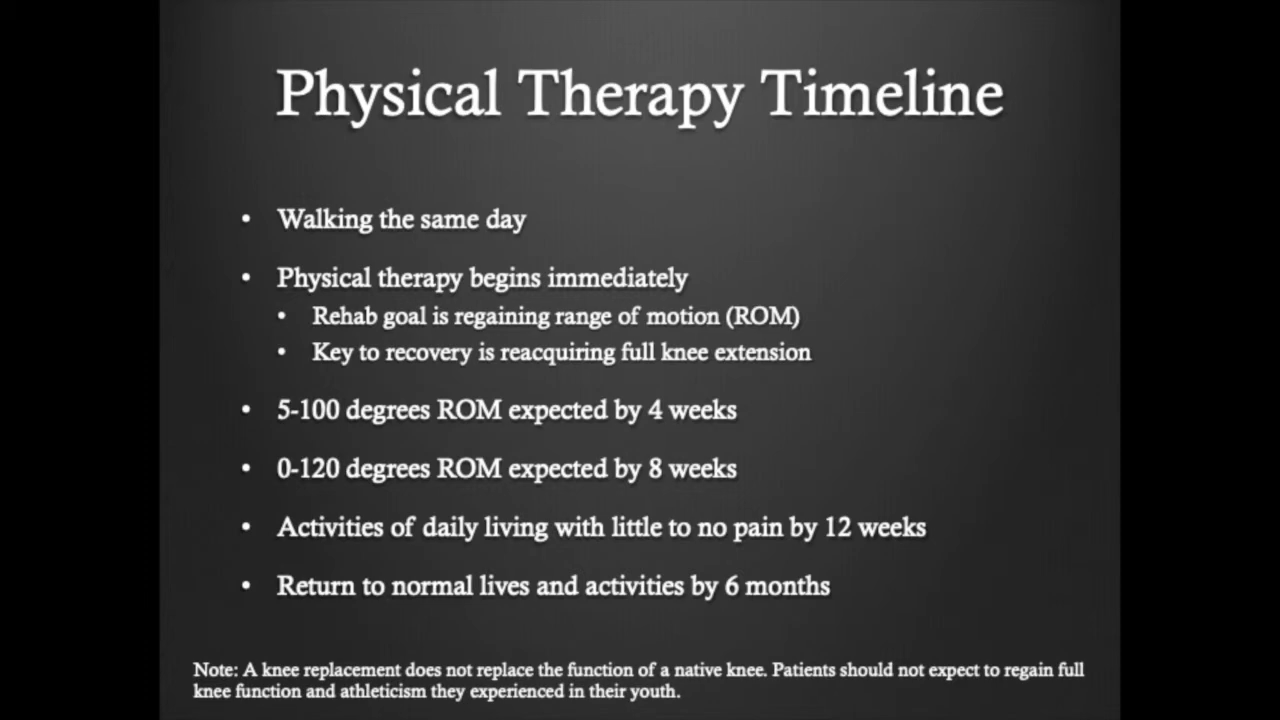 Physical Therapy Timeline
• Walking the same day
• Physical therapy begins immediately
• Rehab goal is regaining range of motion (ROM)
• Key to recovery is reacquiring full knee extension
• 5-100 degrees ROM expected by 4 weeks
• 0-120 degrees ROM expected by 8 weeks
• Activities of daily living with little to no pain by 12 weeks
• Return to normal lives and activities by 6 months
Note: A knee replacement does not replace the function of a native knee. Patients should not expect to regain full
knee function and athleticism they experienced in their youth.